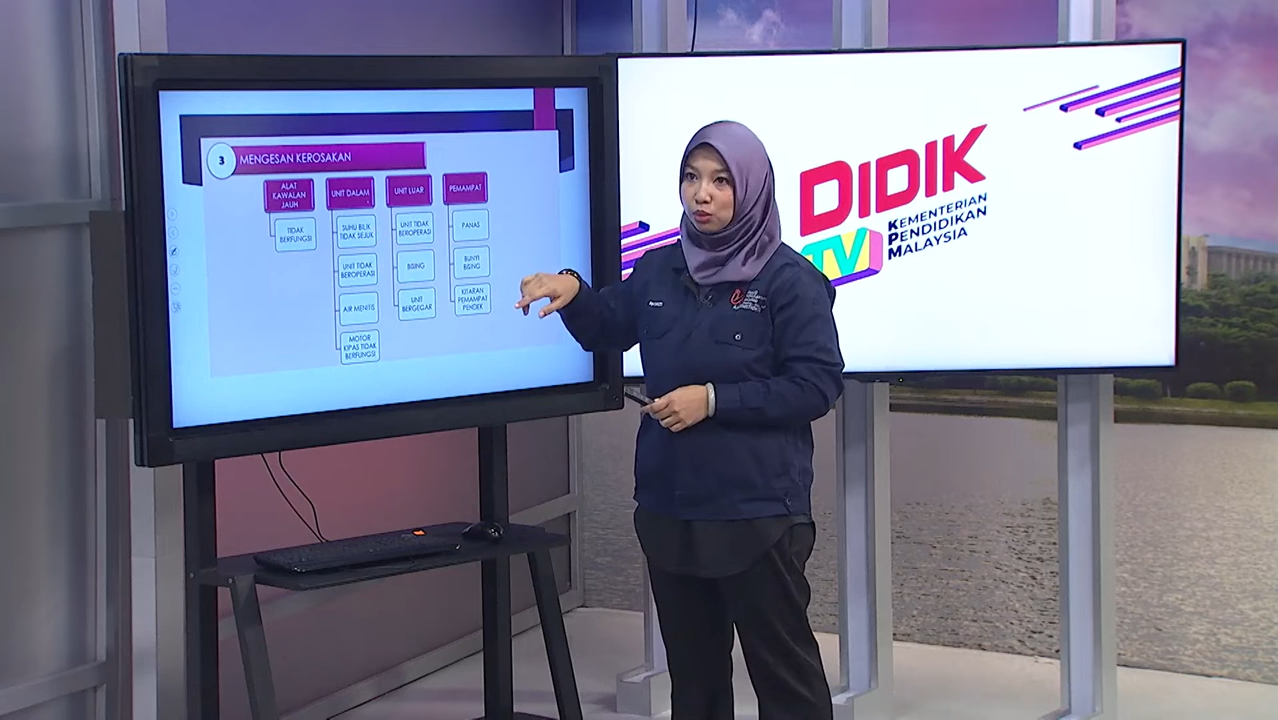 3
MENGESAN KEROSAKAN
ALAT
KAWALAN
JAUH
TIDAK
BERFUNGSI
UNIT DALAM
SUHU BILIK
TIDAK SEJUK
UNIT TIDAK
BEROPERASI
AIR MENITIS
MOTOR
KIPAS TIDAK
BERFUNGSI
UNIT LUAR
UNIT TIDAK
BEROPERASI
BISING
UNIT
BERGEGAR
PEMAMPAT
PANAS
BUNYI
BISING
KITARAN
PEMAMPAT
PENDEK
DIDIK
TV
KEMENTERIAN
PENDIDIKAN
MALAYSIA